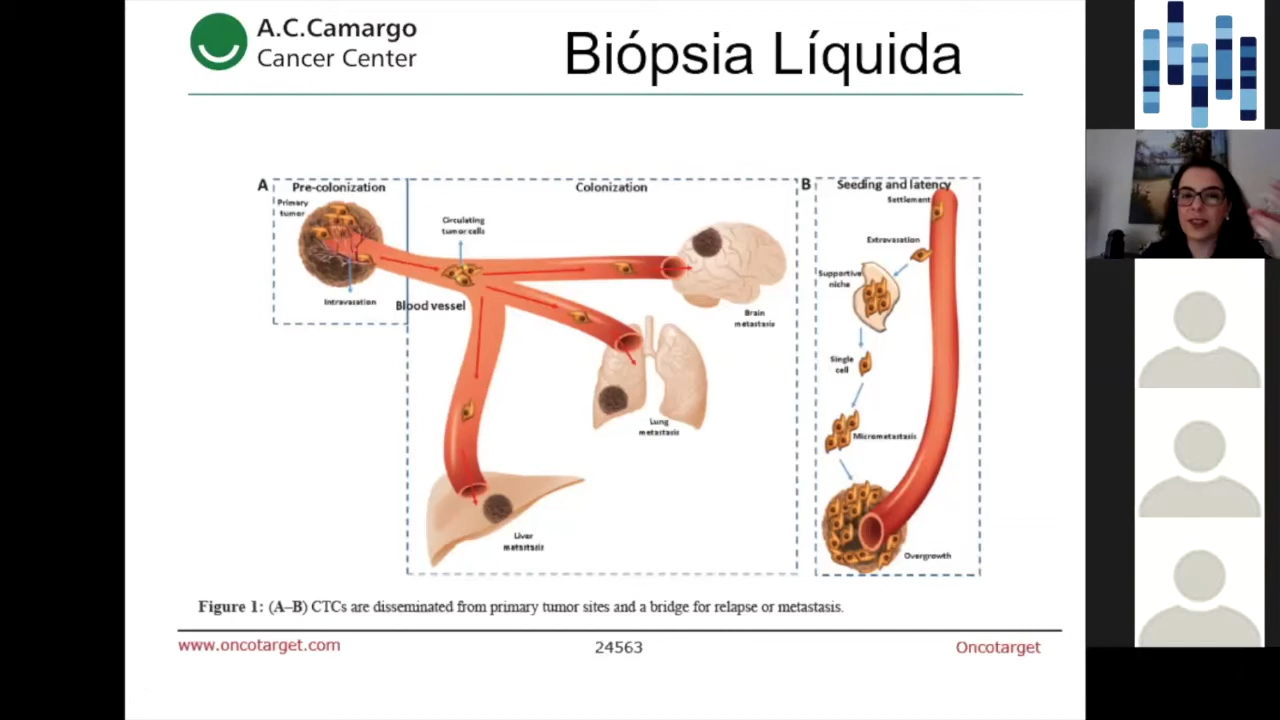 A.C.Camargo
Cancer Center
Biópsia Líquida
A
Pre-colonization
Primary
tumor
Intravasation
Colonization
Circulating
tumor cells
Blood vessel
Brain
metastasis
Lung
metastasis
Liver
metastasis
B
Seeding and latency
Settlement
Extravasation
Supportive
niche
Single
cell
Micrometastasis
Overgrowth
Figure 1: (A–B) CTCs are disseminated from primary tumor sites and a bridge for relapse or metastasis.
www.oncotarget.com
24563
Oncotarget